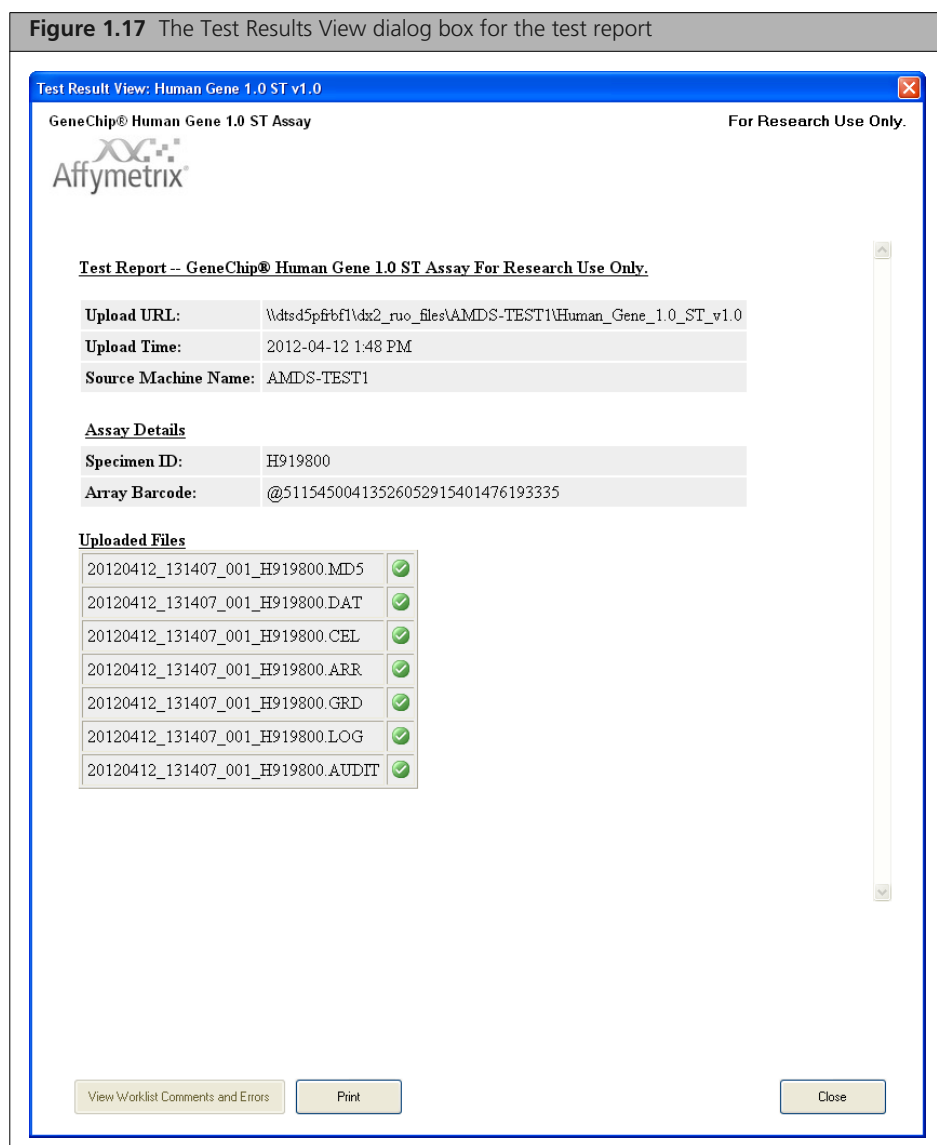 Figure 1.17 The Test Results View dialog box for the test report
Test Result View: Human Gene 1.0 ST v1.0
GeneChip® Human Gene 1.0 ST Assay For Research Use Only.
Affymetrix®
Test Report -- GeneChip® Human Gene 1.0 ST Assay For Research Use Only.
Upload URL: \\dtsd5pfrbf1\dx2_ruo_files\AMDS-TEST1\Human_Gene_1.0_ST_v1.0
Upload Time: 2012-04-12 1:48 PM
Source Machine Name: AMDS-TEST1
Assay Details
Specimen ID: H919800
Array Barcode: @51154500413526052915401476193335
Uploaded Files
20120412_131407_001_H919800.MD5
20120412_131407_001_H919800.DAT
20120412_131407_001_H919800.CEL
20120412_131407_001_H919800.ARR
20120412_131407_001_H919800.GRD
20120412_131407_001_H919800.LOG
20120412_131407_001_H919800.AUDIT
View Worklist Comments and Errors Print Close